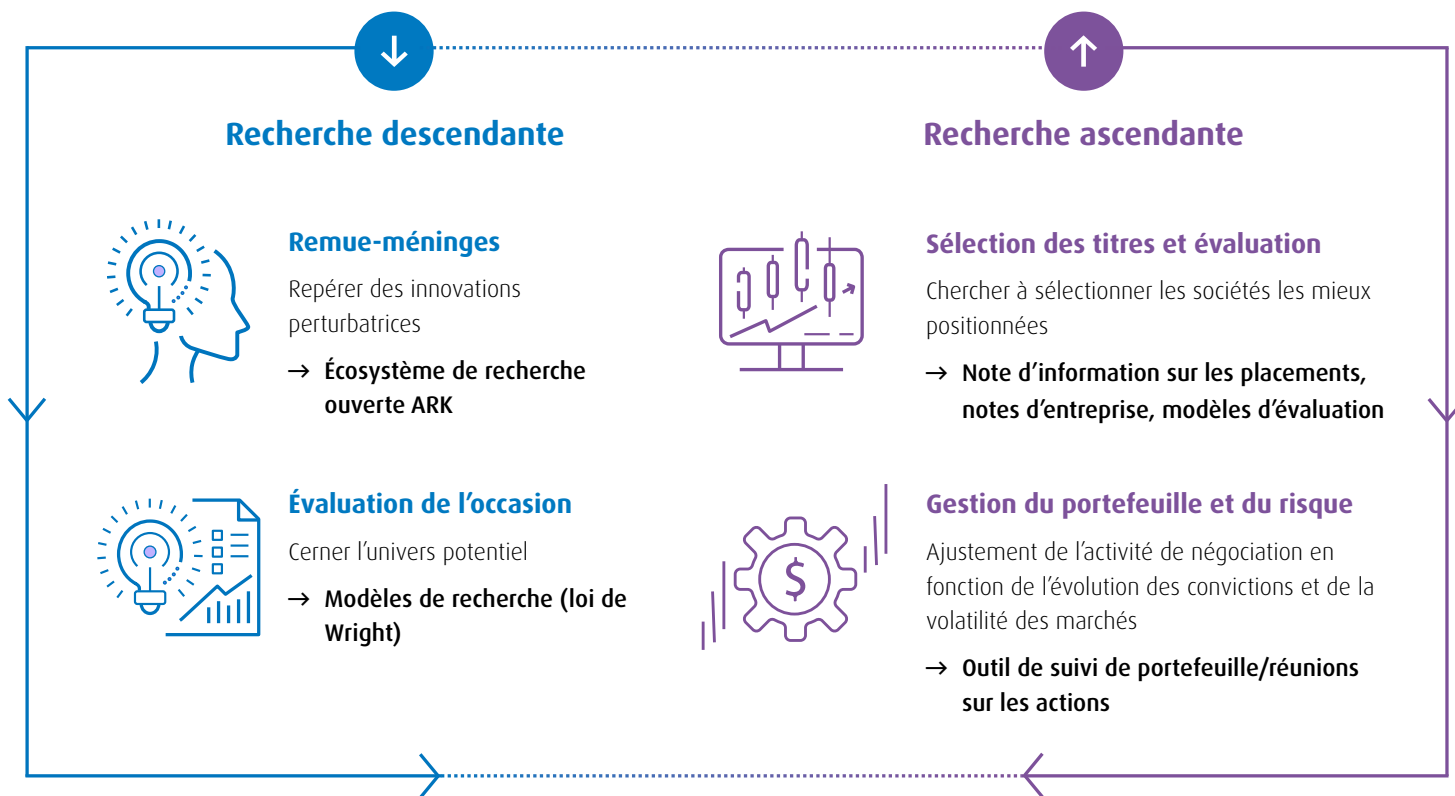 Recherche descendante
Remue-méninges
Repérer des innovations
perturbatrices
→ Écosystème de recherche
ouverte ARK
Évaluation de l’occasion
Cerner l’univers potentiel
→ Modèles de recherche (loi de
Wright)
Recherche ascendante
Sélection des titres et évaluation
Chercher à sélectionner les sociétés les mieux
positionnées
→ Note d’information sur les placements,
notes d’entreprise, modèles d’évaluation
Gestion du portefeuille et du risque
$
Ajustement de l’activité de négociation en
fonction de l’évolution des convictions et de la
volatilité des marchés
→ Outil de suivi de portefeuille/réunions
sur les actions